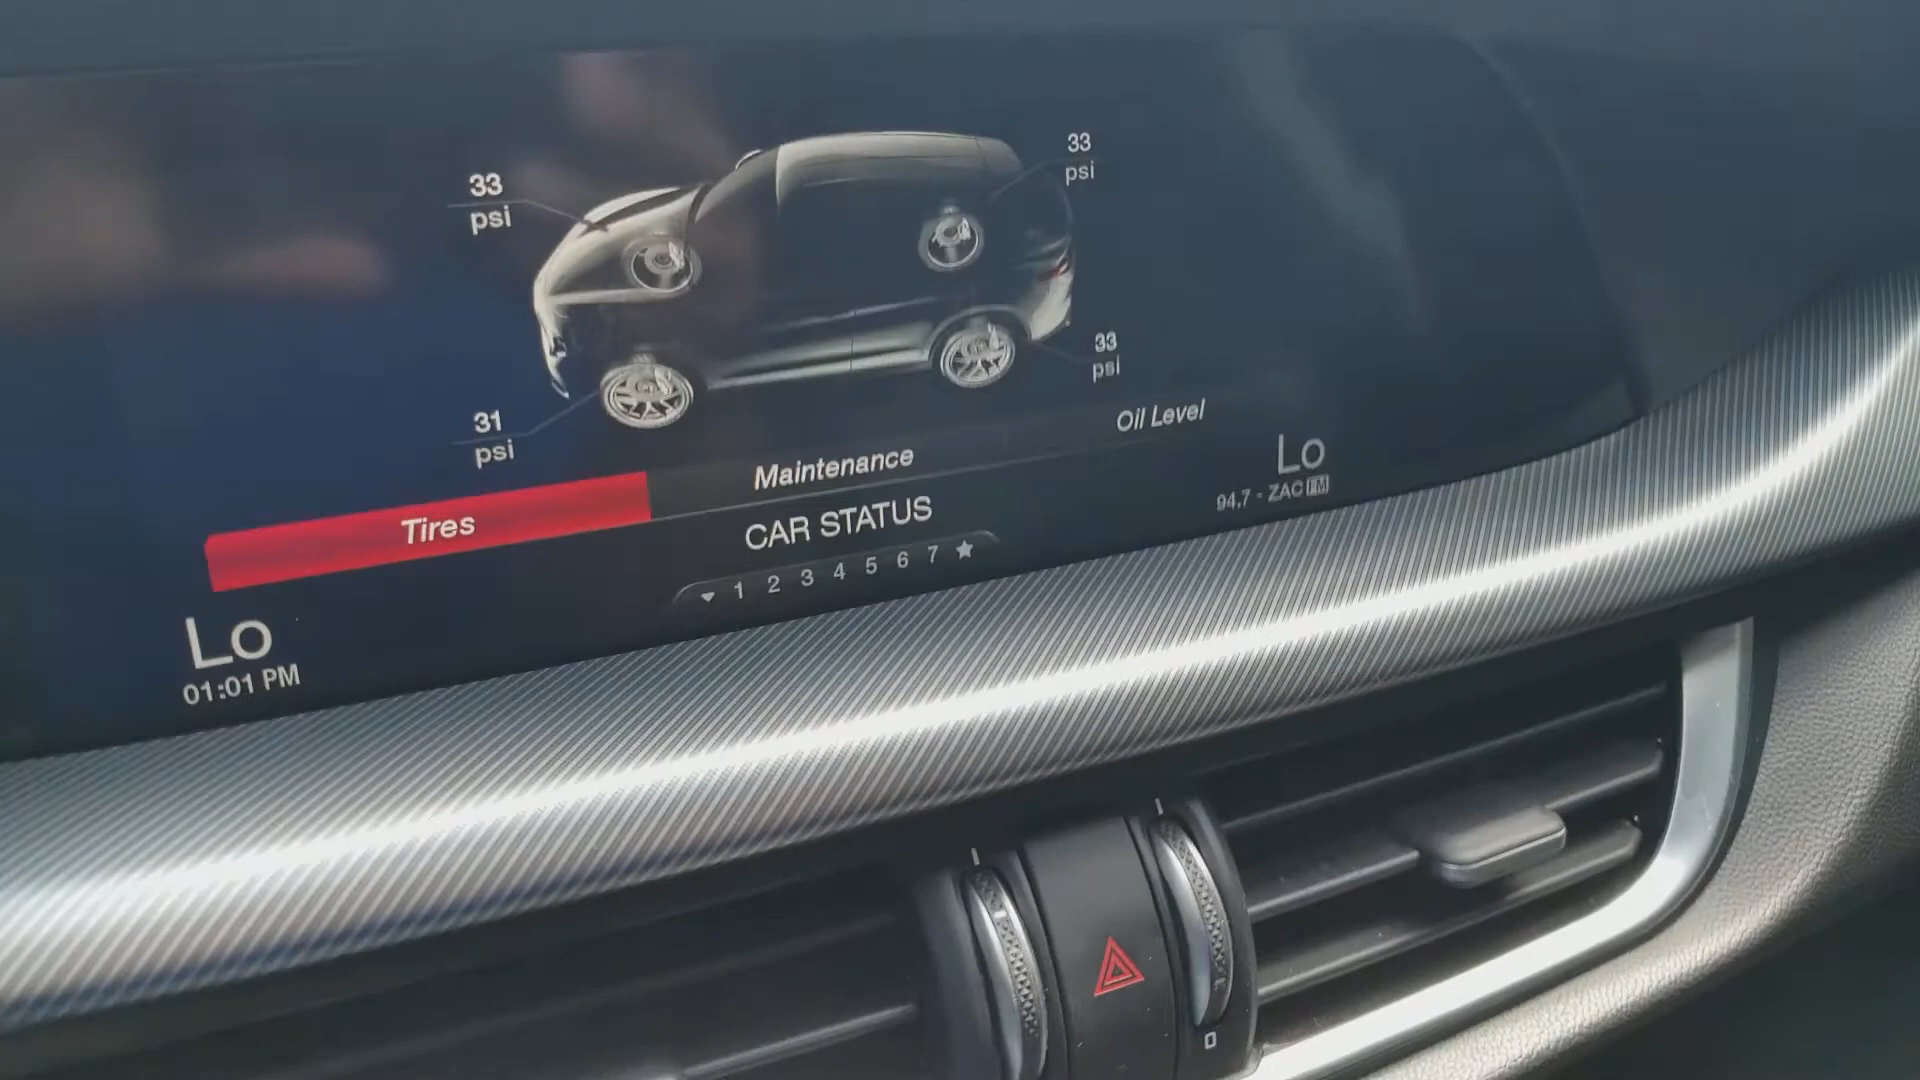 33
psi
33
psi
33
psi
31
psi
Oil Level
Maintenance
Tires
CAR STATUS
Lo
94.7 - ZAC FM
1 2 3 4 5 6 7
Lo
01:01 PM
0